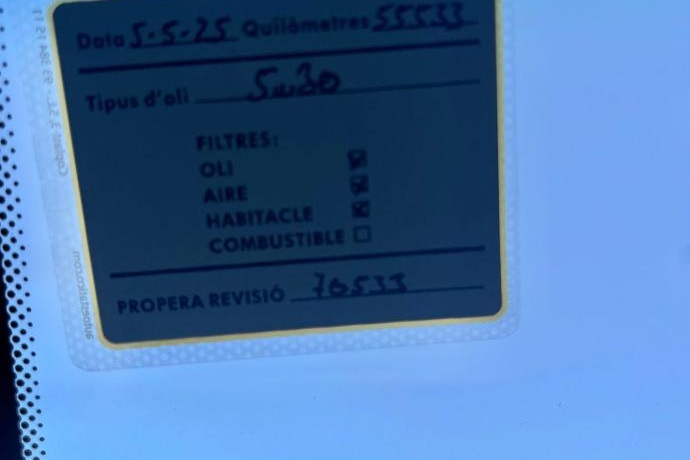 Data 5-5-25 Quilòmetres 55533
Tipus d'oli 5w30
FILTRES:
OLI
AIRE
HABITACLE
COMBUSTIBLE
PROPERA REVISIÓ 70533